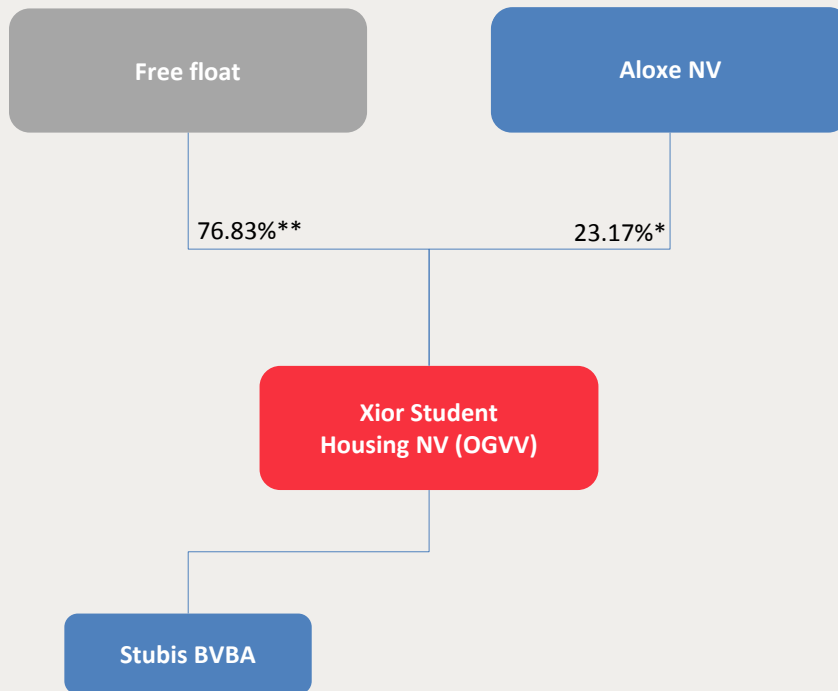 Free float
Aloxe NV
76.83%**
23.17%*
Xior Student
Housing NV (OGVV)
Stubis BVBA